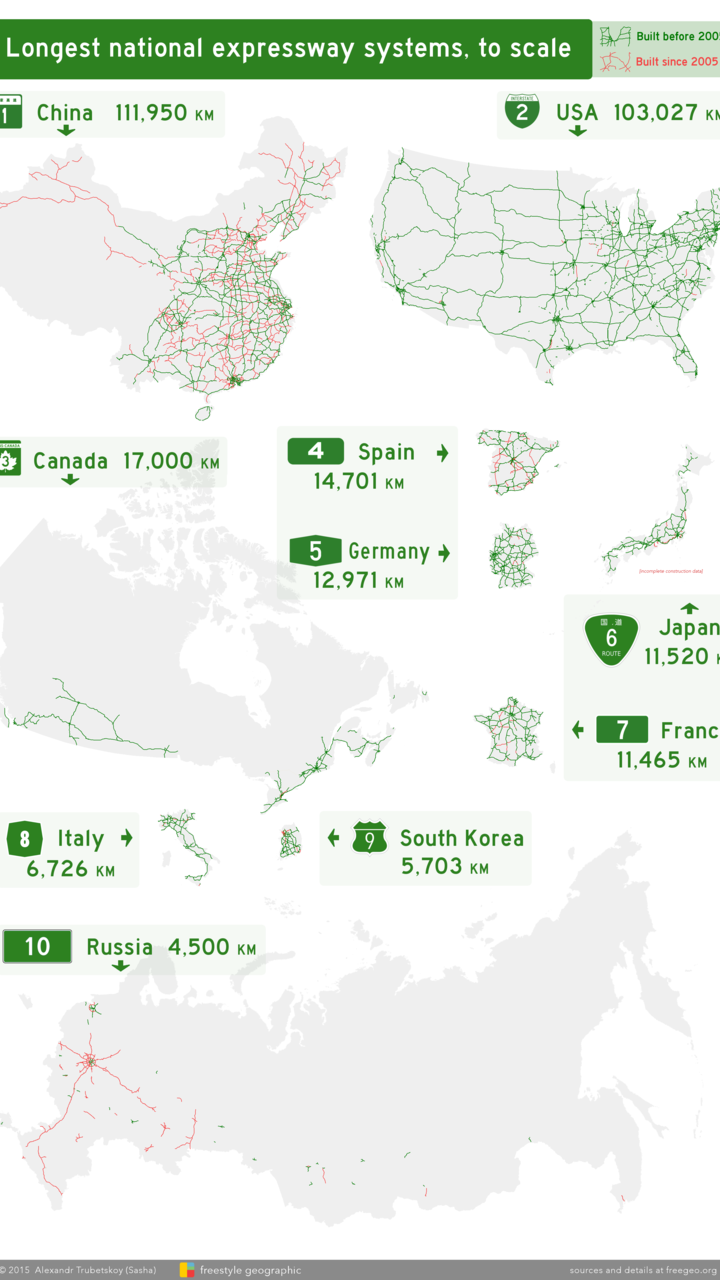 Longest national expressway systems, to scale
Built before 200
Built since 2005
1 China 111,950 KM
INTERSTATE
2 USA 103,027 KM
3 Canada 17,000 KM
4 Spain
14,701 KM
5 Germany
12,971 KM
[incomplete construction data]
国 道
6
ROUTE
Japan
11,520 K
7 Franc
11,465 KM
8 Italy
6,726 KM
9 South Korea
5,703 KM
10 Russia 4,500 KM
© 2015 Alexandr Trubetskoy (Sasha) freestyle geographic sources and details at freegeo.org